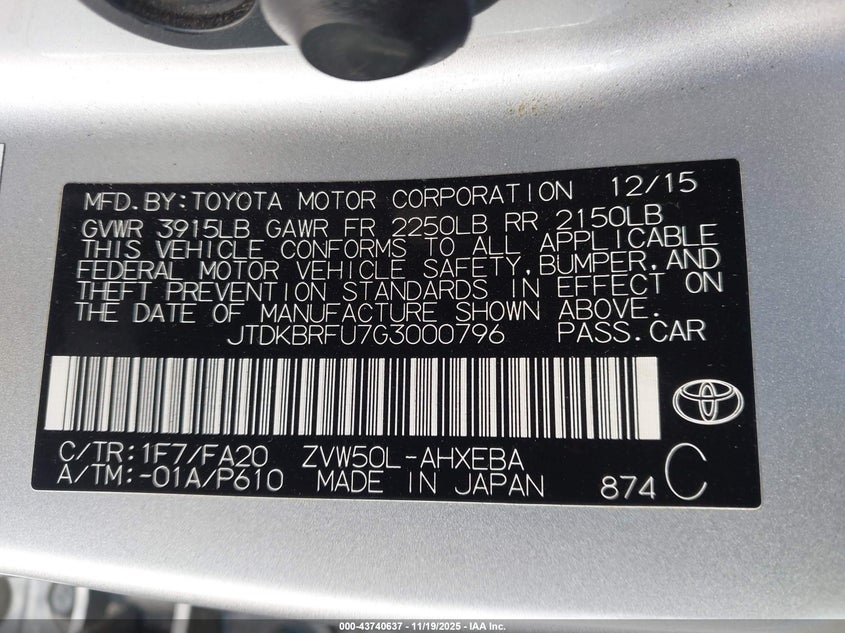 MFD.BY:TOYOTA MOTOR CORPORATION 12/15
GVWR 3915LB GAWR FR 2250LB RR 2150LB
THIS VEHICLE CONFORMS TO ALL APPLICABLE
FEDERAL MOTOR VEHICLE SAFETY,BUMPER,AND
THEFT PREVENTION STANDARDS IN EFFECT ON
THE DATE OF MANUFACTURE SHOWN ABOVE.
JTDKBRFU7G3000796 PASS.CAR
C/TR:1F7/FA20 ZVW50L-AHXEBA
A/TM:-01A/P610 MADE IN JAPAN 874 C
000-43740637 - 11/19/2025 - IAA Inc.